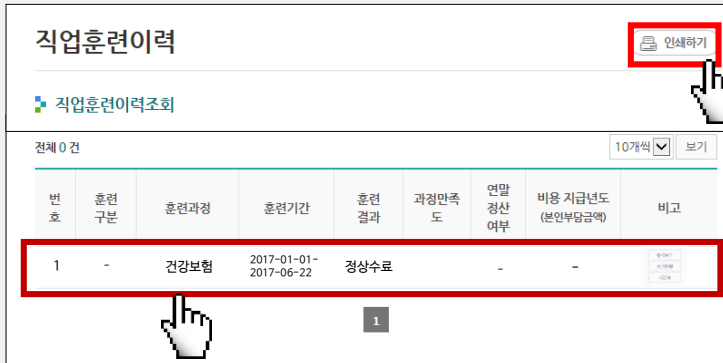 직업훈련이력
인쇄하기
직업훈련이력조회
전체 0 건
10개씩 보기
번호 훈련구분 훈련과정 훈련기간 훈련결과 과정만족도 연말정산여부 비용 지급년도 (본인부담금액) 비고
1 - 건강보험 2017-01-01-2017-06-22 정상수료 - -
1